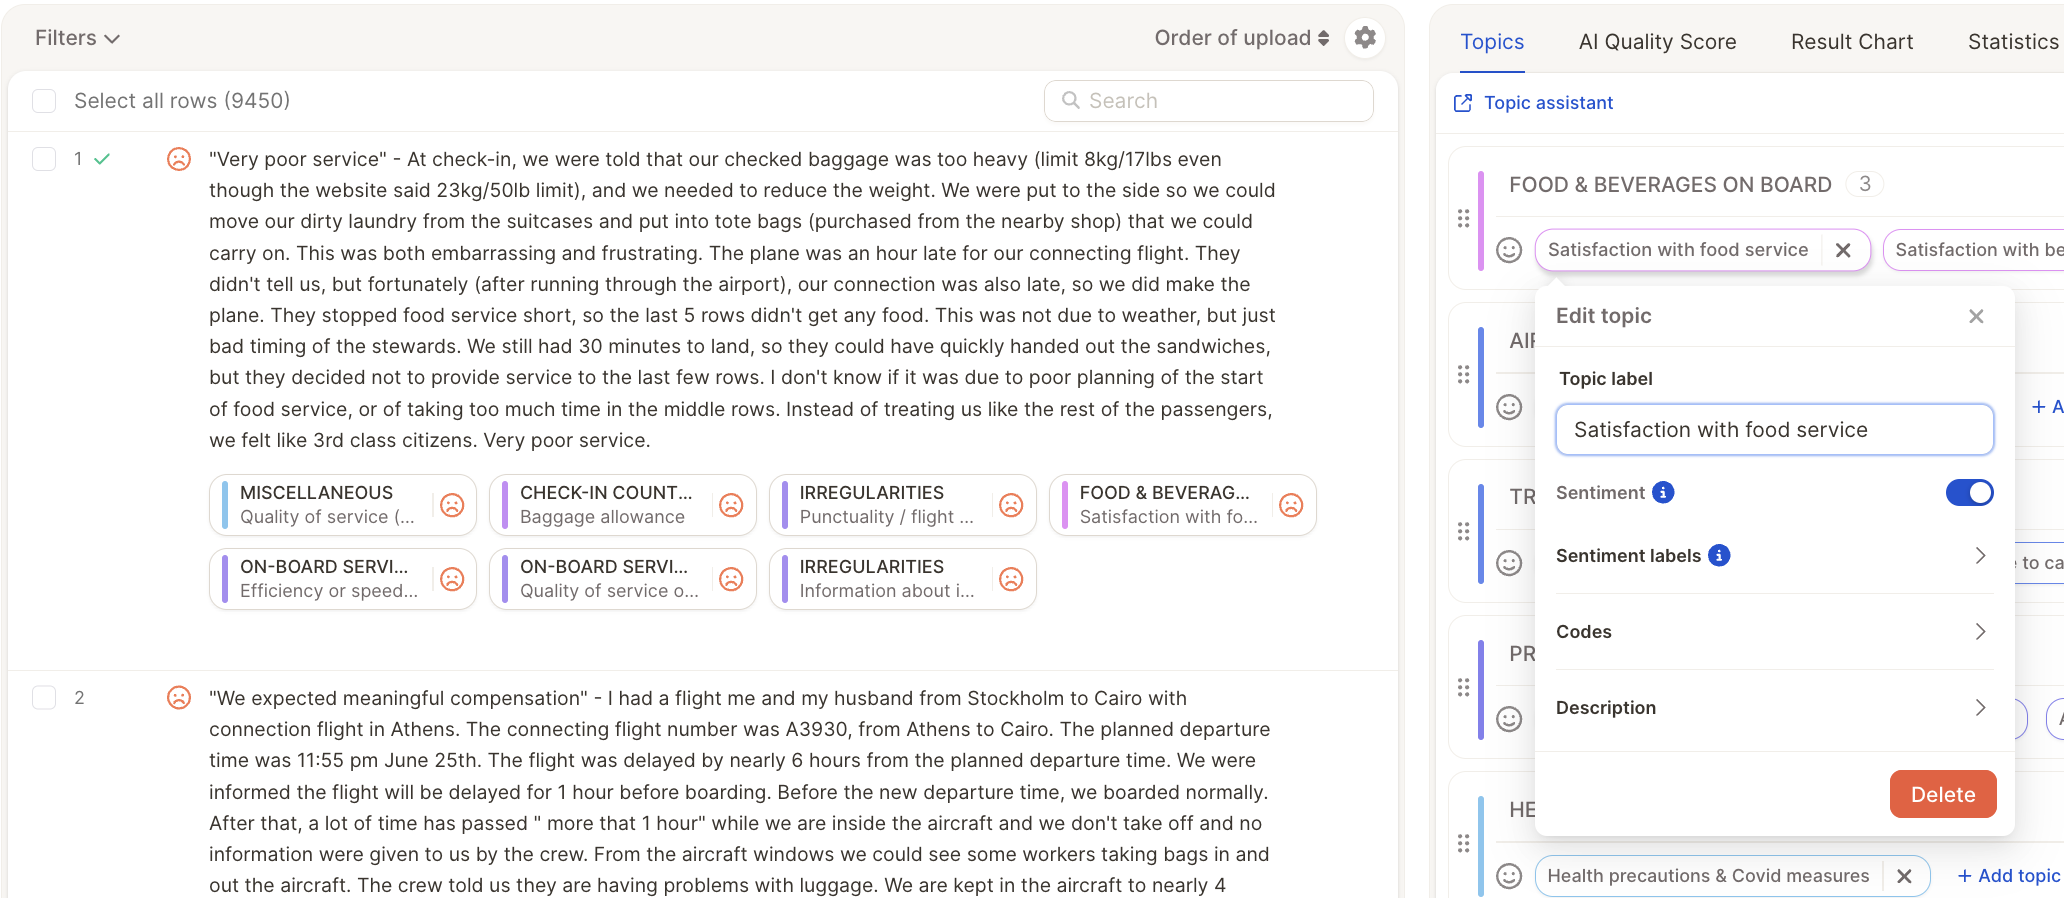 Filters
Order of upload
Select all rows (9450)
Search
1
"Very poor service" - At check-in, we were told that our checked baggage was too heavy (limit 8kg/17lbs even
though the website said 23kg/50lb limit), and we needed to reduce the weight. We were put to the side so we could
move our dirty laundry from the suitcases and put into tote bags (purchased from the nearby shop) that we could
carry on. This was both embarrassing and frustrating. The plane was an hour late for our connecting flight. They
didn't tell us, but fortunately (after running through the airport), our connection was also late, so we did make the
plane. They stopped food service short, so the last 5 rows didn't get any food. This was not due to weather, but just
bad timing of the stewards. We still had 30 minutes to land, so they could have quickly handed out the sandwiches,
but they decided not to provide service to the last few rows. I don't know if it was due to poor planning of the start
of food service, or of taking too much time in the middle rows. Instead of treating us like the rest of the passengers,
we felt like 3rd class citizens. Very poor service.
MISCELLANEOUS
Quality of service (...
CHECK-IN COUNT...
Baggage allowance
IRREGULARITIES
Punctuality / flight ...
FOOD & BEVERAG...
Satisfaction with fo...
ON-BOARD SERVI...
Efficiency or speed...
ON-BOARD SERVI...
Quality of service o...
IRREGULARITIES
Information about i...
2
"We expected meaningful compensation" - I had a flight me and my husband from Stockholm to Cairo with
connection flight in Athens. The connecting flight number was A3930, from Athens to Cairo. The planned departure
time was 11:55 pm June 25th. The flight was delayed by nearly 6 hours from the planned departure time. We were
informed the flight will be delayed for 1 hour before boarding. Before the new departure time, we boarded normally.
After that, a lot of time has passed " more that 1 hour" while we are inside the aircraft and we don't take off and no
information were given to us by the crew. From the aircraft windows we could see some workers taking bags in and
out the aircraft. The crew told us they are having problems with luggage. We are kept in the aircraft to nearly 4
Topics
AI Quality Score
Result Chart
Statistics
Topic assistant
FOOD & BEVERAGES ON BOARD 3
Satisfaction with food service
Satisfaction with be
Edit topic
Topic label
Satisfaction with food service
Sentiment
Sentiment labels
Codes
Description
Delete
AI
+ A
TR
to ca
PR
HE
Health precautions & Covid measures
+ Add topic